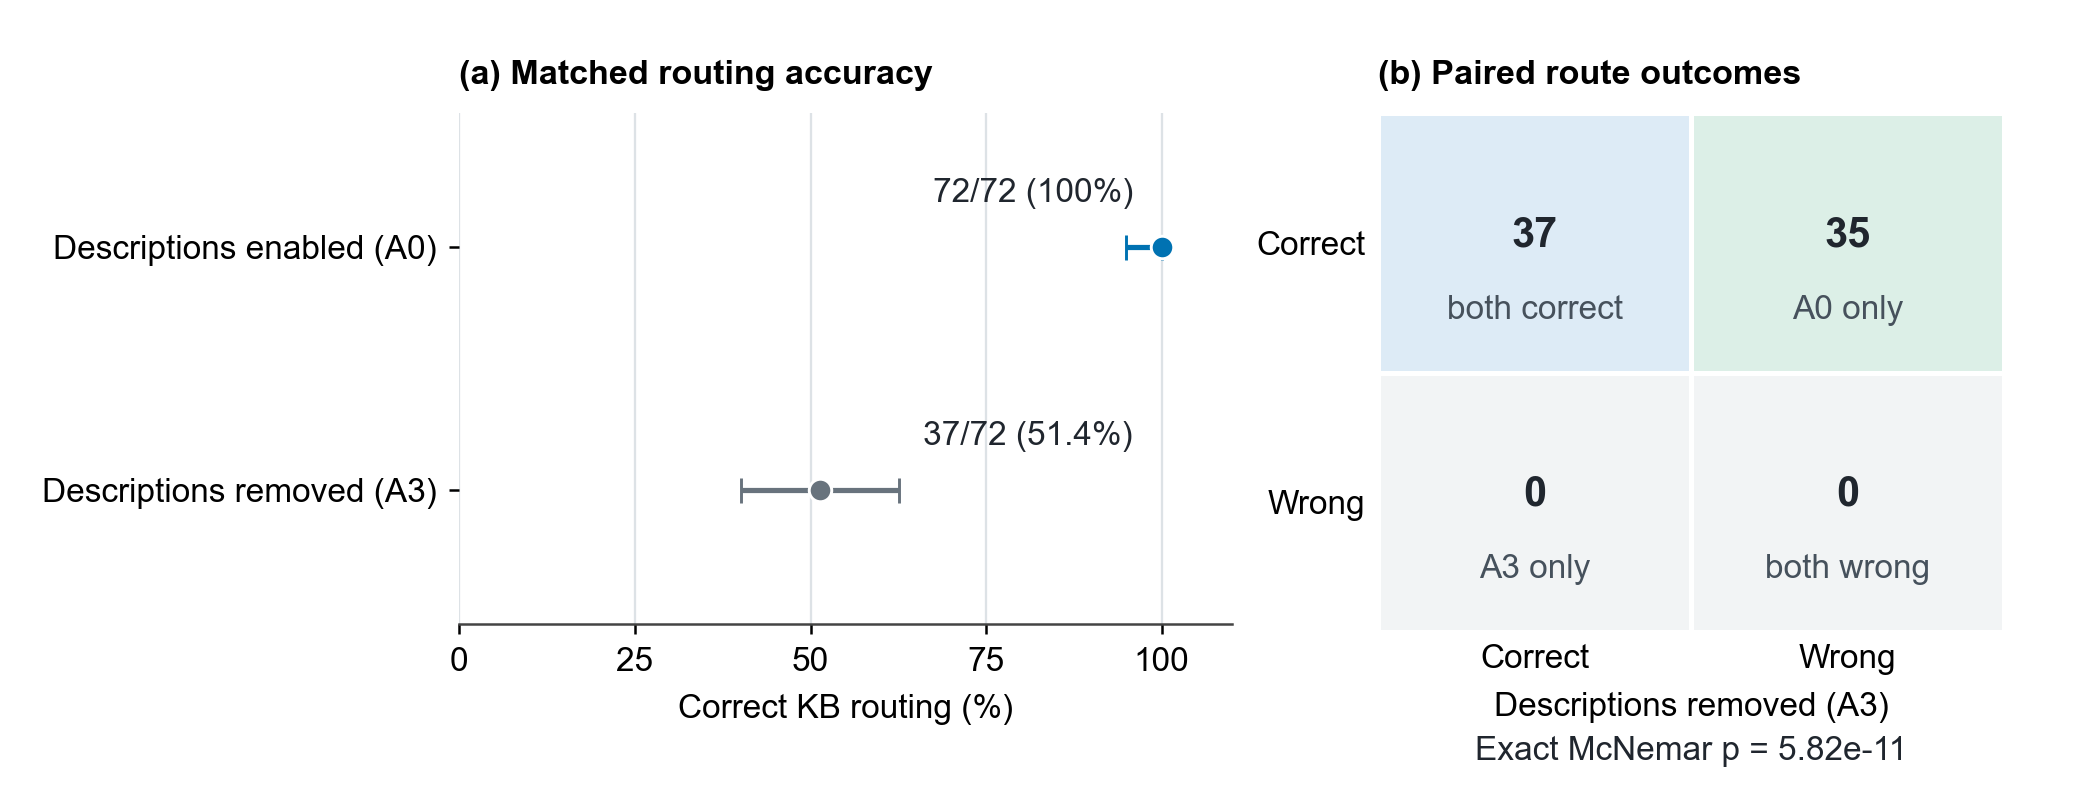 (a) Matched routing accuracy
72/72 (100%)
Descriptions enabled (A0)
37/72 (51.4%)
Descriptions removed (A3)
0 25 50 75 100
Correct KB routing (%)
(b) Paired route outcomes
Correct
37
both correct
35
A0 only
Wrong
0
A3 only
0
both wrong
Correct Wrong
Descriptions removed (A3)
Exact McNemar p = 5.82e-11